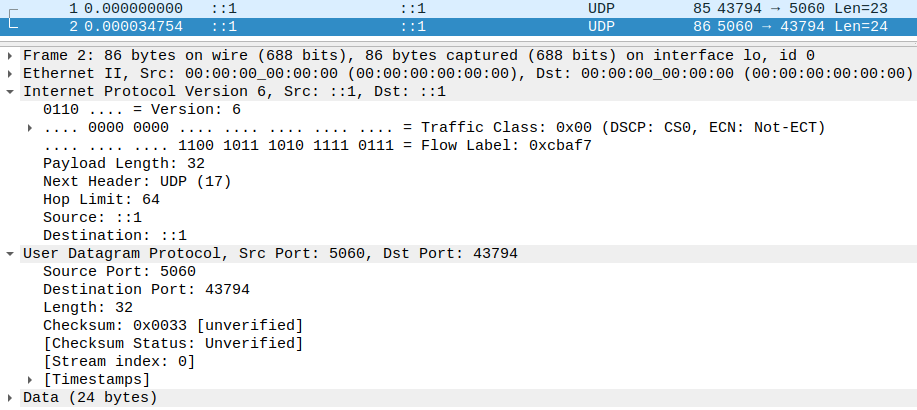 1 0.000000000 ::1 ::1 UDP 85 43794 → 5060 Len=23
2 0.000034754 ::1 ::1 UDP 86 5060 → 43794 Len=24
Frame 2: 86 bytes on wire (688 bits), 86 bytes captured (688 bits) on interface lo, id 0
Ethernet II, Src: 00:00:00_00:00:00 (00:00:00:00:00:00), Dst: 00:00:00_00:00:00 (00:00:00:00:00:00)
Internet Protocol Version 6, Src: ::1, Dst: ::1
0110 .... = Version: 6
.... 0000 0000 .... .... .... .... .... = Traffic Class: 0x00 (DSCP: CS0, ECN: Not-ECT)
.... .... .... 1100 1011 1010 1111 0111 = Flow Label: 0xcbaf7
Payload Length: 32
Next Header: UDP (17)
Hop Limit: 64
Source: ::1
Destination: ::1
User Datagram Protocol, Src Port: 5060, Dst Port: 43794
Source Port: 5060
Destination Port: 43794
Length: 32
Checksum: 0x0033 [unverified]
[Checksum Status: Unverified]
[Stream index: 0]
[Timestamps]
Data (24 bytes)